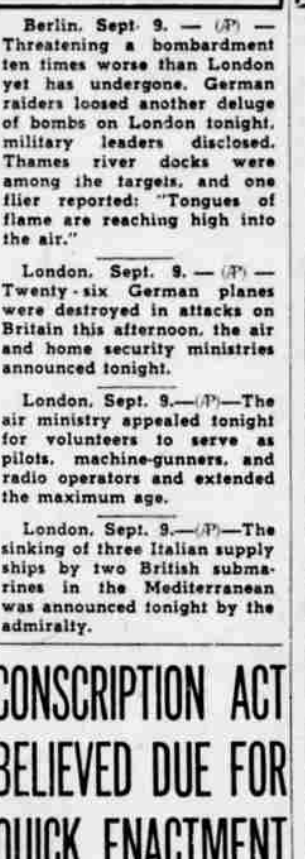 Berlin, Sept. 9. — (AP) —
Threatening a bombardment
ten times worse than London
yet has undergone, German
raiders loosed another deluge
of bombs on London tonight,
military leaders disclosed.
Thames river docks were
among the targets, and one
flier reported: "Tongues of
flame are reaching high into
the air."
London, Sept. 9. — (AP) —
Twenty-six German planes
were destroyed in attacks on
Britain this afternoon, the air
and home security ministries
announced tonight.
London, Sept. 9.—(AP)—The
air ministry appealed tonight
for volunteers to serve as
pilots, machine-gunners, and
radio operators and extended
the maximum age.
London, Sept. 9.—(AP)—The
sinking of three Italian supply
ships by two British subma-
rines in the Mediterranean
was announced tonight by the
admiralty.
CONSCRIPTION ACT
BELIEVED DUE FOR
QUICK ENACTMENT